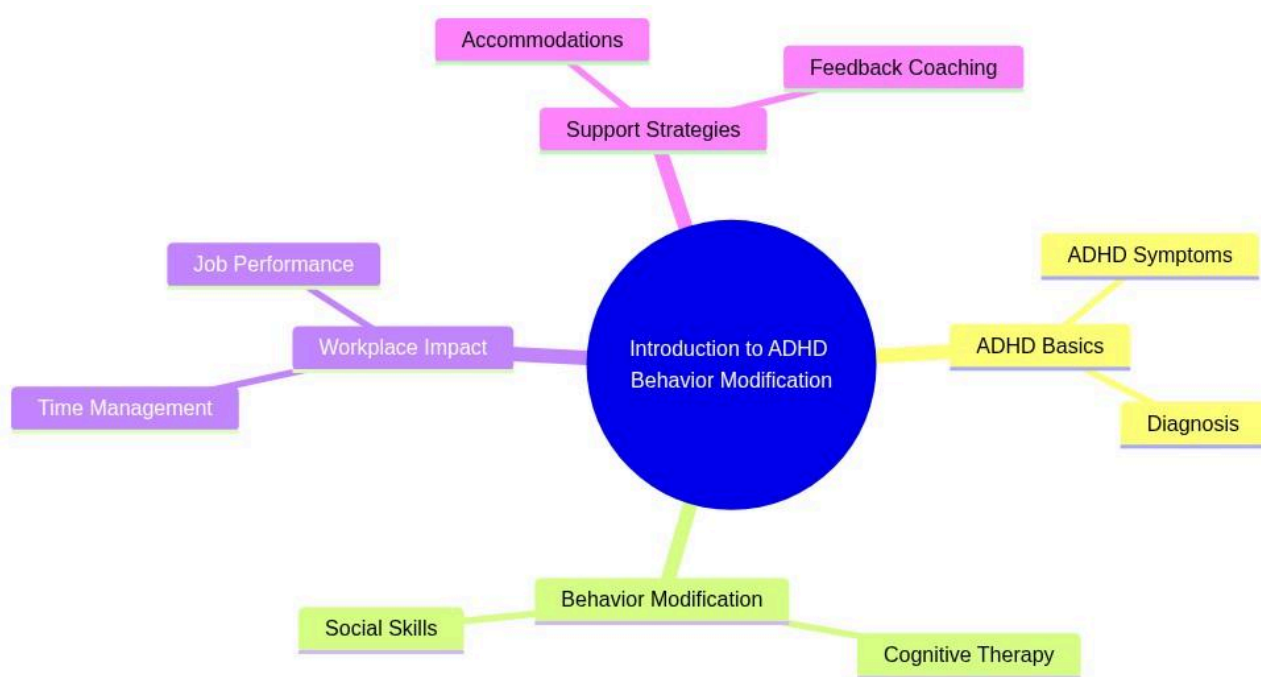 Accommodations
Feedback Coaching
Support Strategies
Job Performance
ADHD Symptoms
Workplace Impact
Introduction to ADHD
Behavior Modification
ADHD Basics
Time Management
Diagnosis
Behavior Modification
Social Skills
Cognitive Therapy